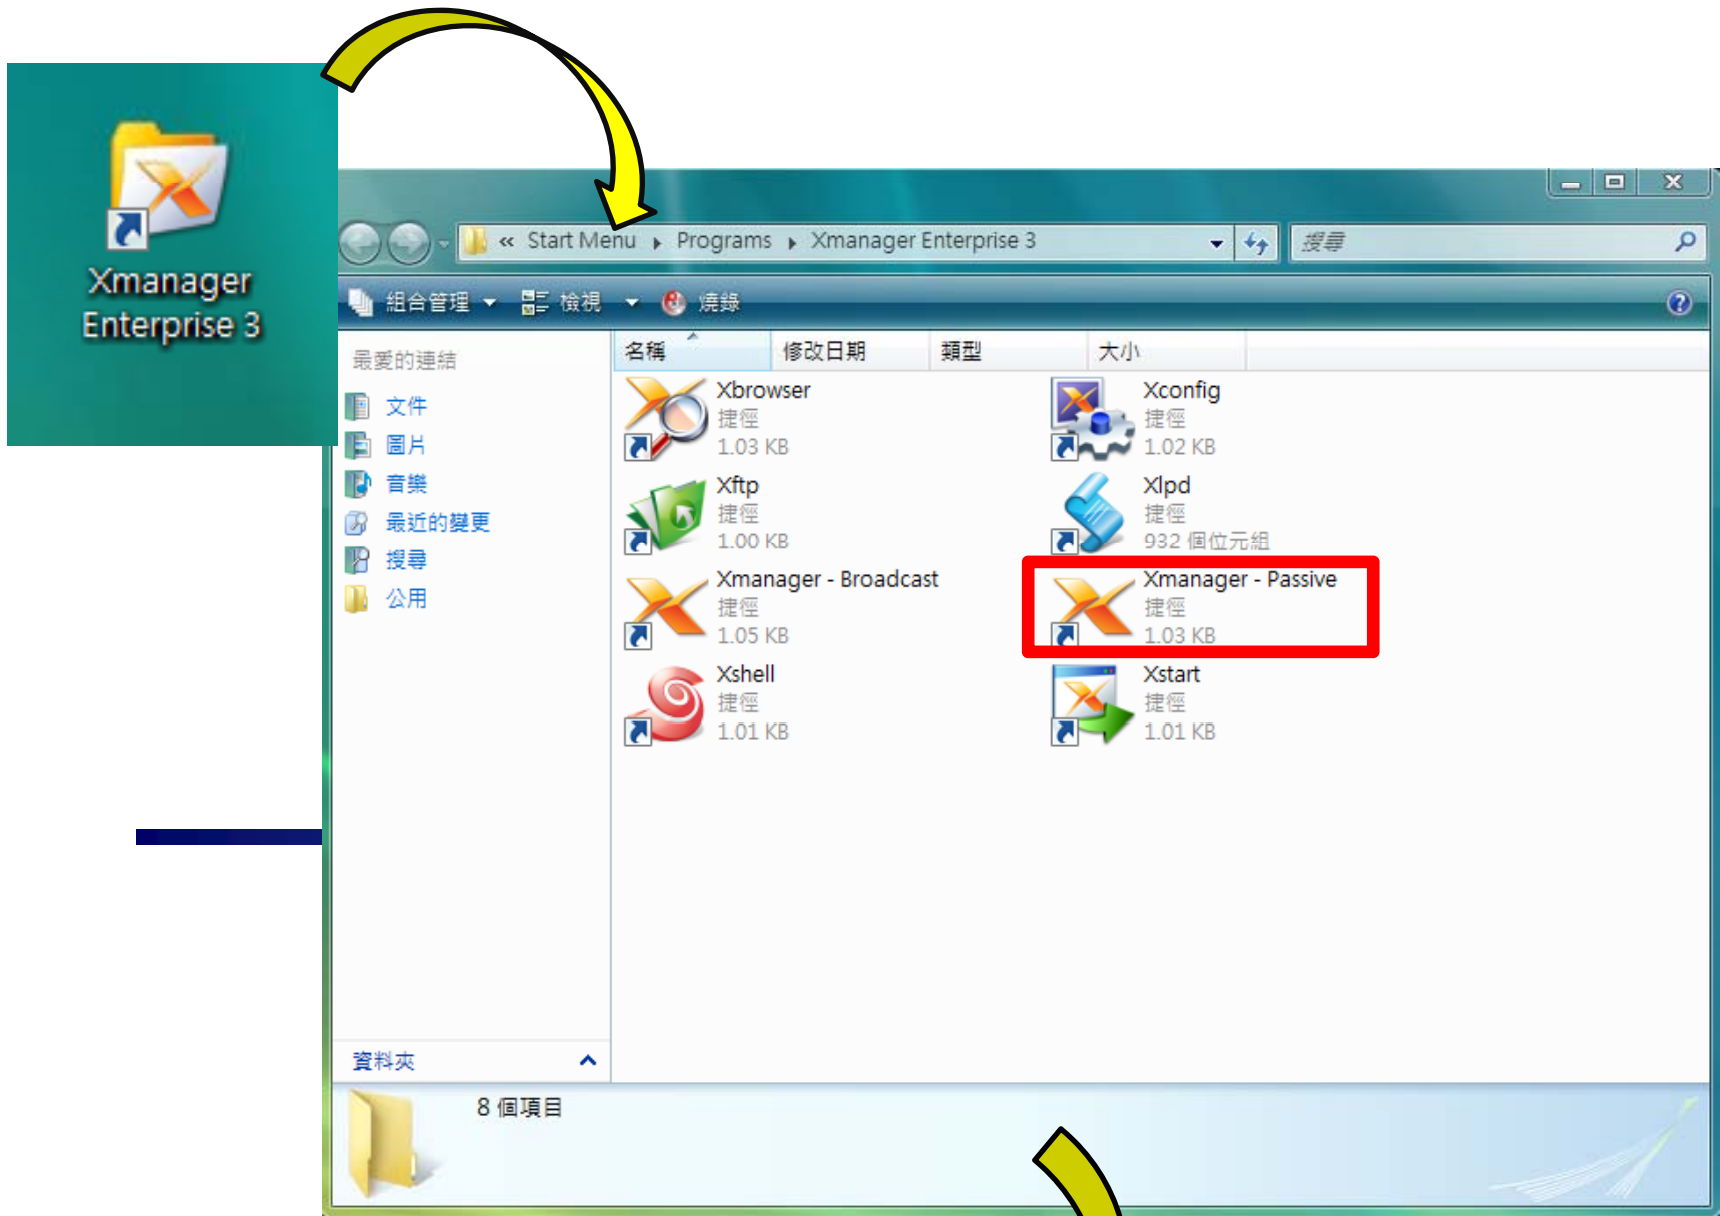 Xmanager
Enterprise 3
« Start Menu Programs Xmanager Enterprise 3
搜尋
組合管理 檢視 燒錄
最愛的連結
文件
圖片
音樂
最近的變更
搜尋
公用
資料夾
名稱 修改日期 類型 大小
Xbrowser
捷徑
1.03 KB
Xconfig
捷徑
1.02 KB
Xftp
捷徑
1.00 KB
Xlpd
捷徑
932 個位元組
Xmanager - Broadcast
捷徑
1.05 KB
Xmanager - Passive
捷徑
1.03 KB
Xshell
捷徑
1.01 KB
Xstart
捷徑
1.01 KB
8 個項目